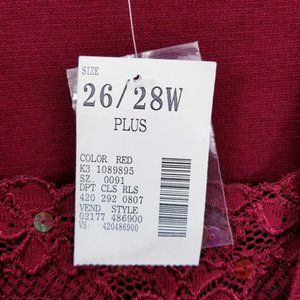 SIZE
26/28W
PLUS
COLOR RED
K3 1089895
SZ. 0091
DPT CLS RLS
420 292 0807
VEND STYLE
02177 486900
VS: 420486900